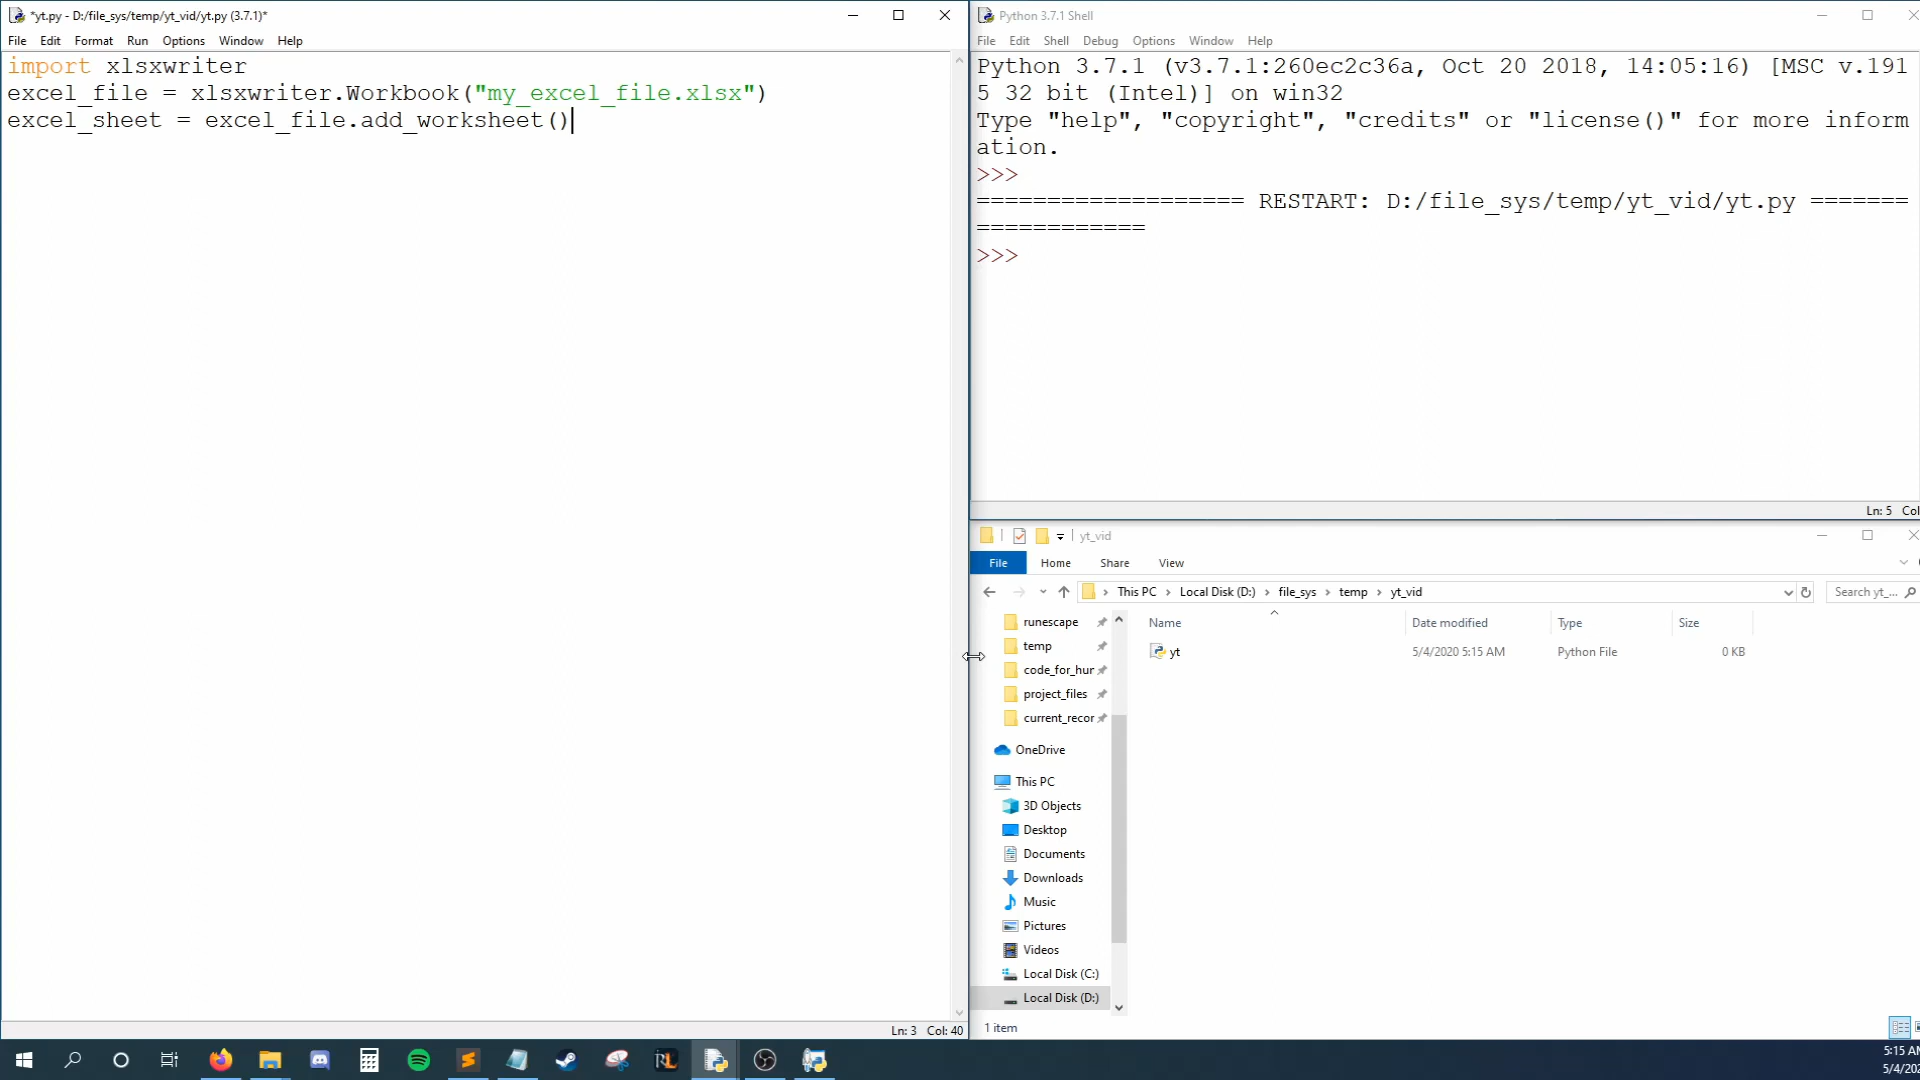 *yt.py - D:/file_sys/temp/yt_vid/yt.py (3.7.1)*
File Edit Format Run Options Window Help
import xlsxwriter
excel_file = xlsxwriter.Workbook("my_excel_file.xlsx")
excel_sheet = excel_file.add_worksheet()
Ln: 3 Col: 40
Python 3.7.1 Shell
File Edit Shell Debug Options Window Help
Python 3.7.1 (v3.7.1:260ec2c36a, Oct 20 2018, 14:05:16) [MSC v.191
5 32 bit (Intel)] on win32
Type "help", "copyright", "credits" or "license()" for more inform
ation.
>>>
=================== RESTART: D:/file_sys/temp/yt_vid/yt.py =======
============
>>>
Ln: 5 Col
yt_vid
File Home Share View
This PC > Local Disk (D:) > file_sys > temp > yt_vid
Search yt_...
Name Date modified Type Size
yt 5/4/2020 5:15 AM Python File 0 KB
runescape
temp
code_for_hur
project_files
current_recor
OneDrive
This PC
3D Objects
Desktop
Documents
Downloads
Music
Pictures
Videos
Local Disk (C:)
Local Disk (D:)
1 item
RL
5:15 AM
5/4/202